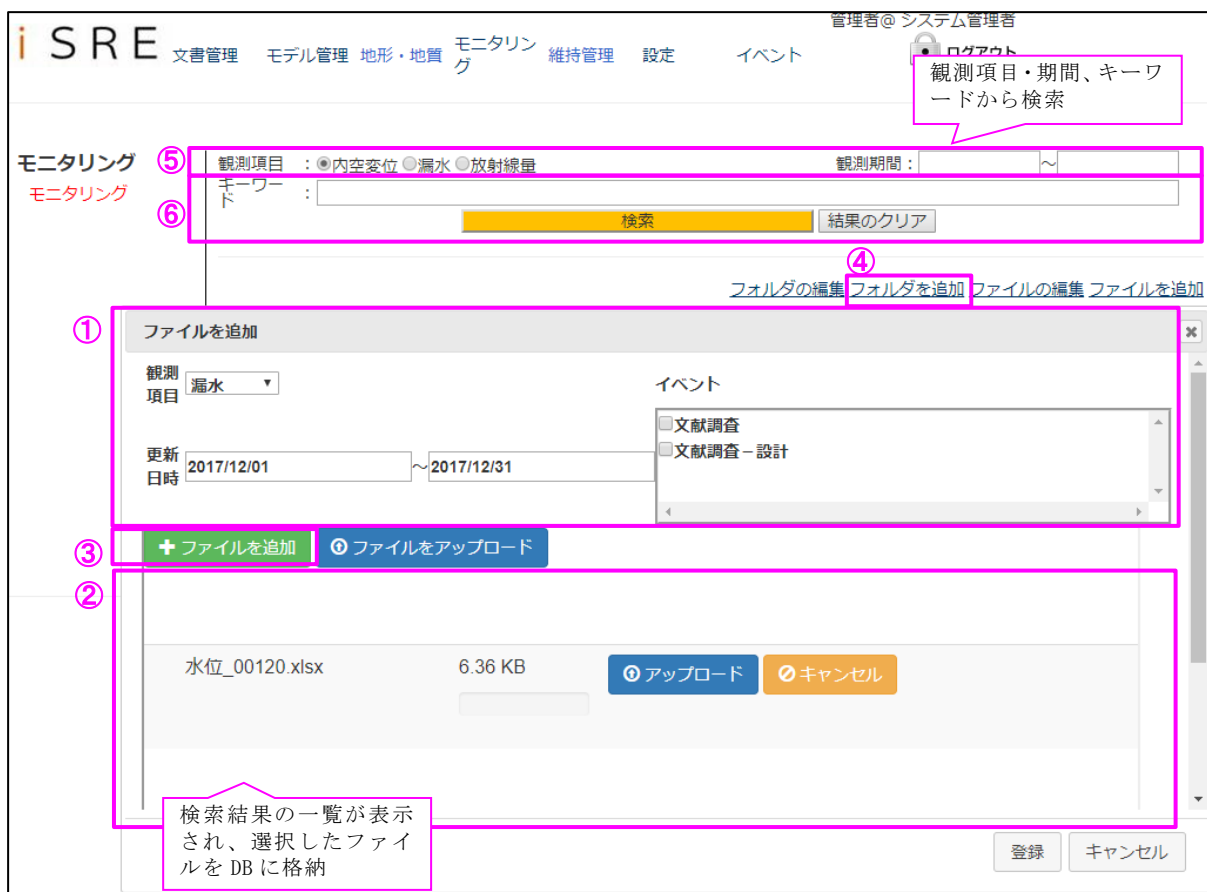 管理者@ システム管理者
i SRE 文書管理 モデル管理 地形・地質 モニタリング 維持管理 設定 イベント
ログアウト
観測項目・期間、キーワ
ードから検索
モニタリング
モニタリング
⑤ 観測項目 : 内空変位 漏水 放射線量 観測期間: ～
⑥ キーワード :
検索 結果のクリア
④
フォルダの編集 フォルダを追加 ファイルの編集 ファイルを追加
① ファイルを追加
観測
項目 漏水 イベント
文献調査
文献調査－設計
更新
日時 2017/12/01 ～ 2017/12/31
③ ファイルを追加 ファイルをアップロード
②
水位_00120.xlsx 6.36 KB アップロード キャンセル
検索結果の一覧が表示
され、選択したファイ
ルを DB に格納
登録 キャンセル